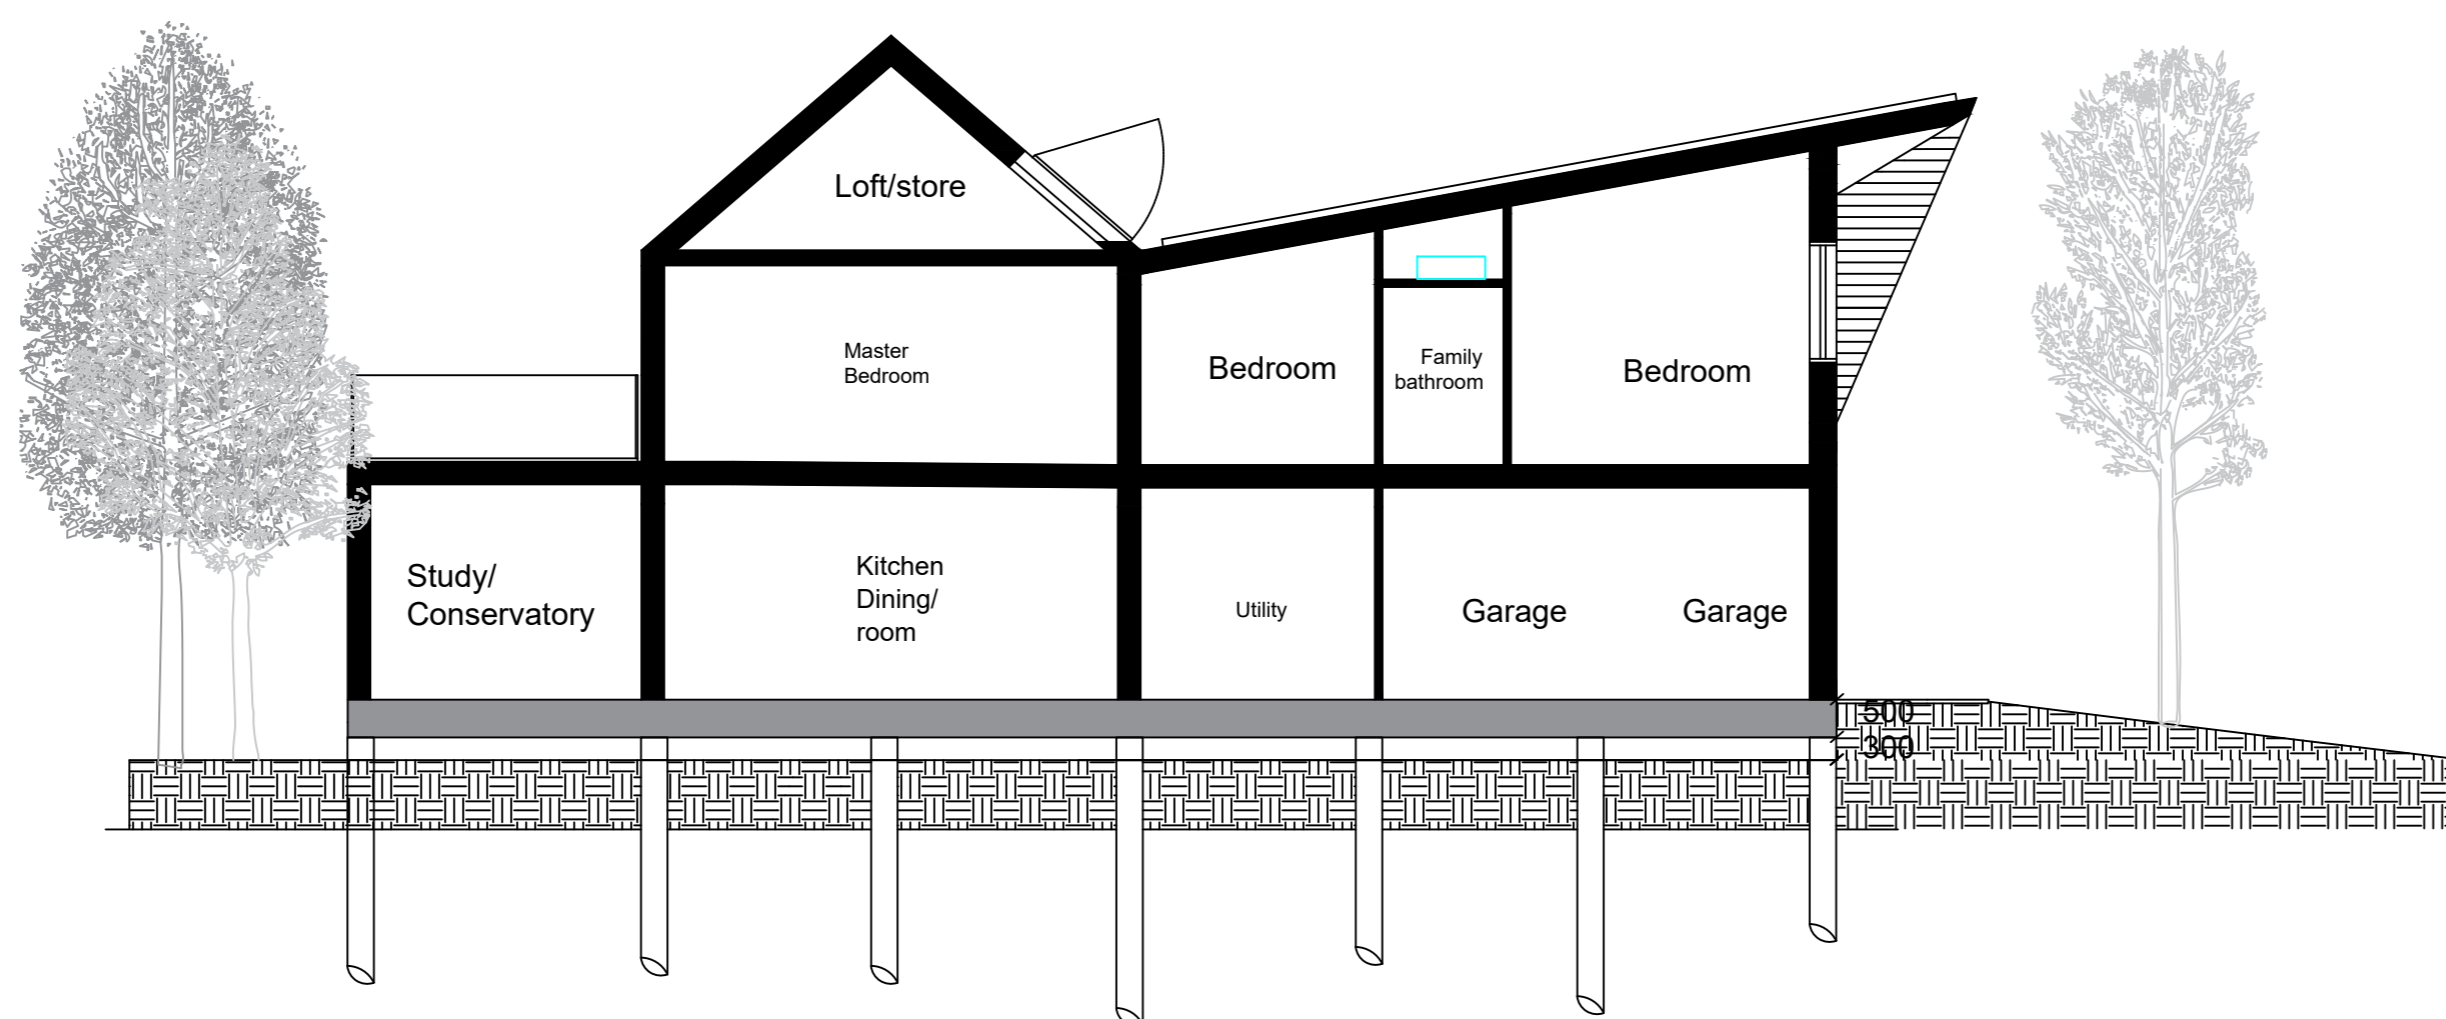 Loft/store
Master
Bedroom
Bedroom
Family
bathroom
Bedroom
Study/
Conservatory
Kitchen
Dining/
room
Utility
Garage
Garage
500
300